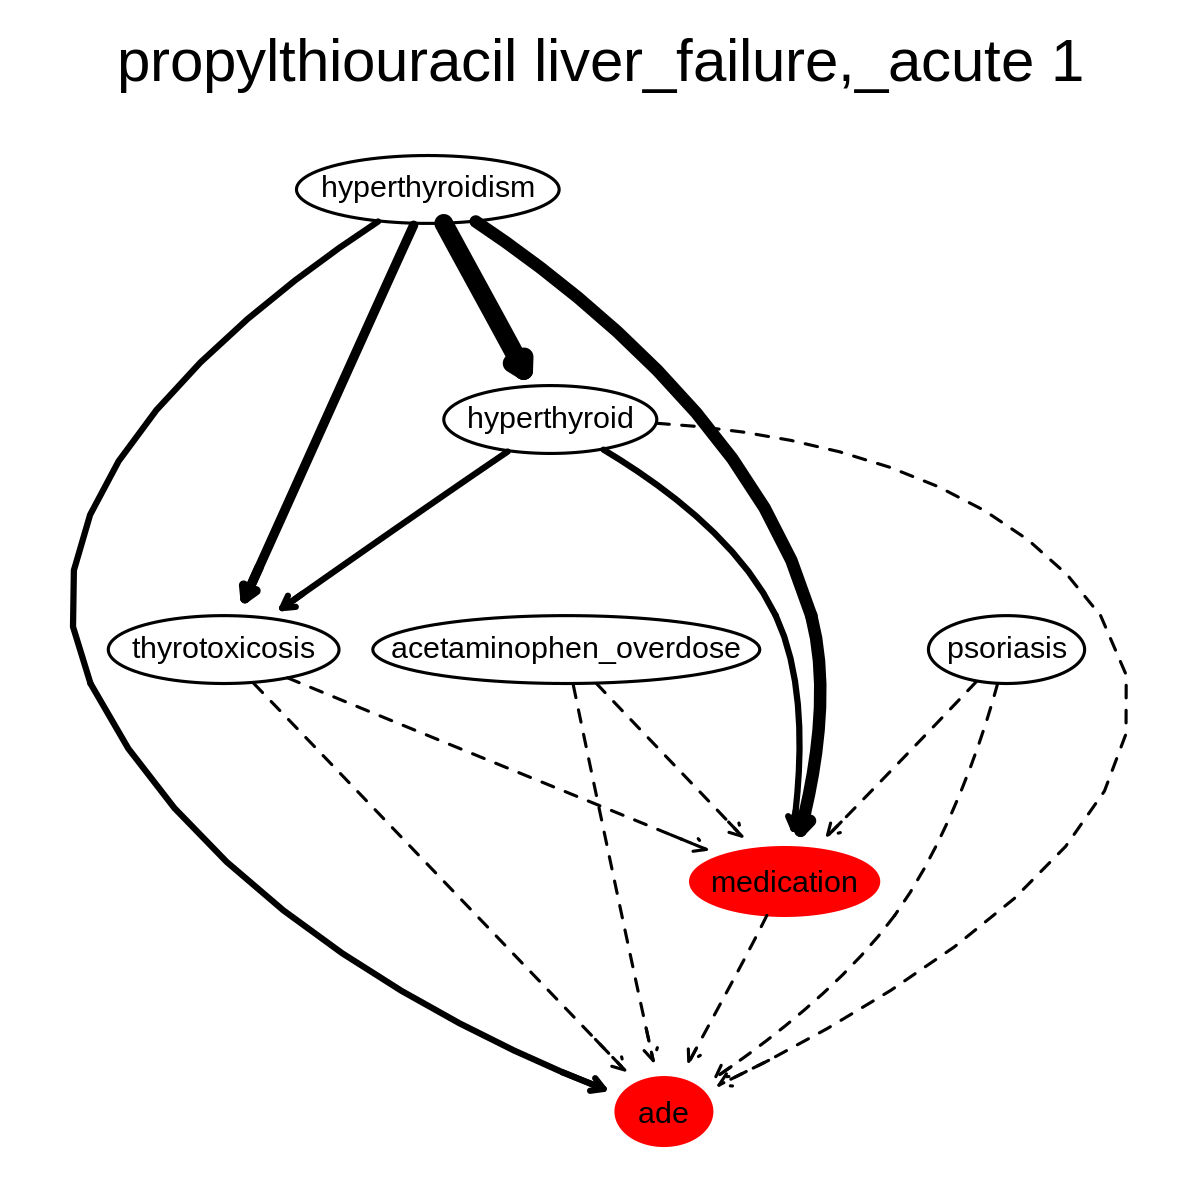 propylthiouracil liver_failure,_acute 1
hyperthyroidism
hyperthyroid
thyrotoxicosis
acetaminophen_overdose
psoriasis
medication
ade